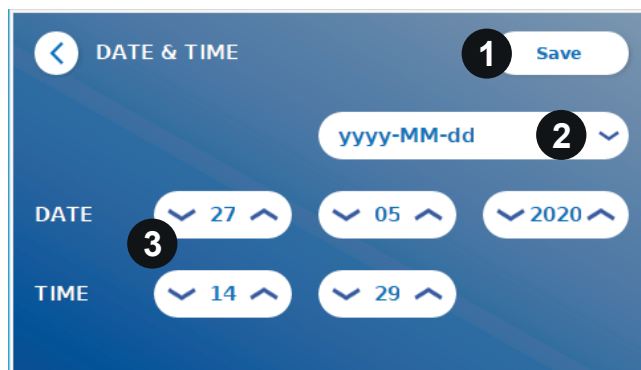 DATE & TIME 1 Save
yyyy-MM-dd 2
DATE 27 05 2020
3
TIME 14 29